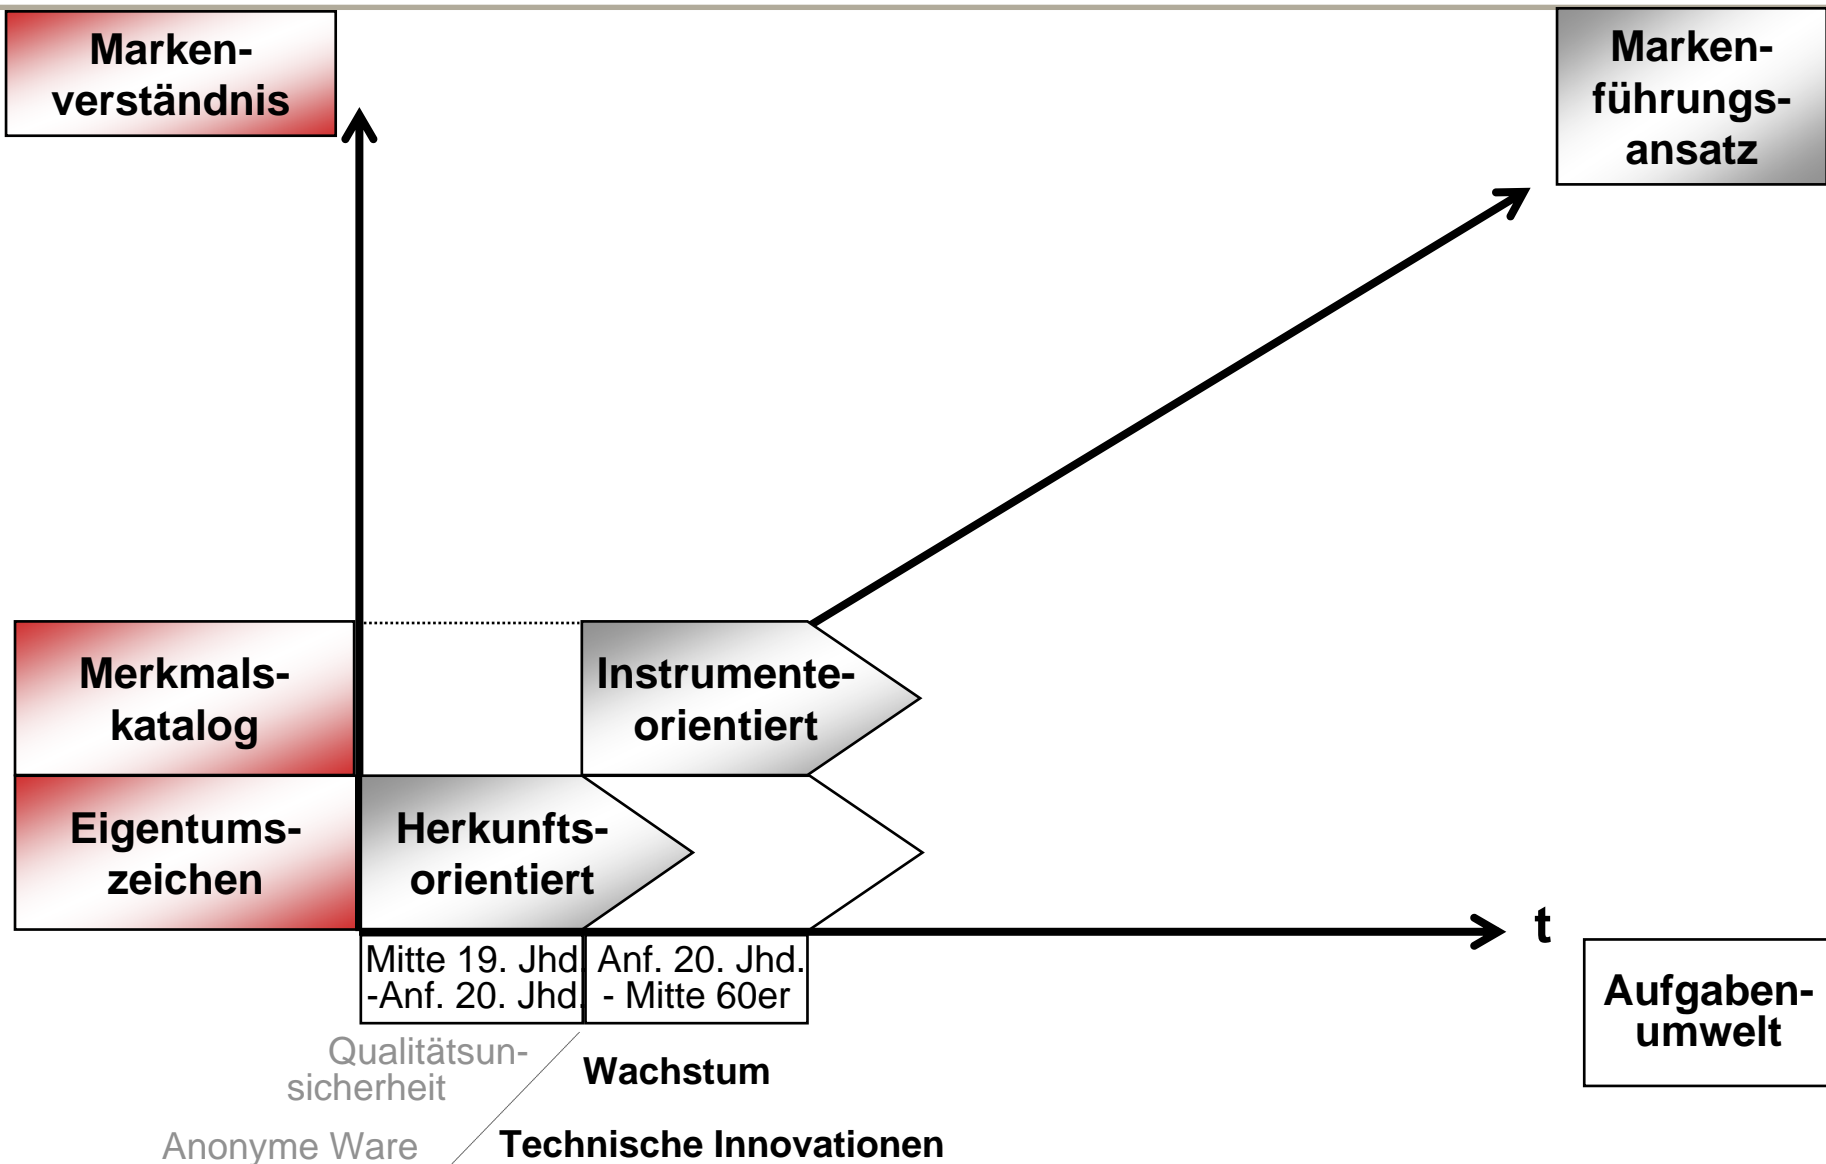 Marken-
verständnis
Marken-
führungs-
ansatz
Merkmals-
katalog
Instrumente-
orientiert
Eigentums-
zeichen
Herkunfts-
orientiert
t
Mitte 19. Jhd.
-Anf. 20. Jhd.
Anf. 20. Jhd.
- Mitte 60er
Aufgaben-
umwelt
Qualitätsun-
sicherheit
Wachstum
Anonyme Ware
Technische Innovationen